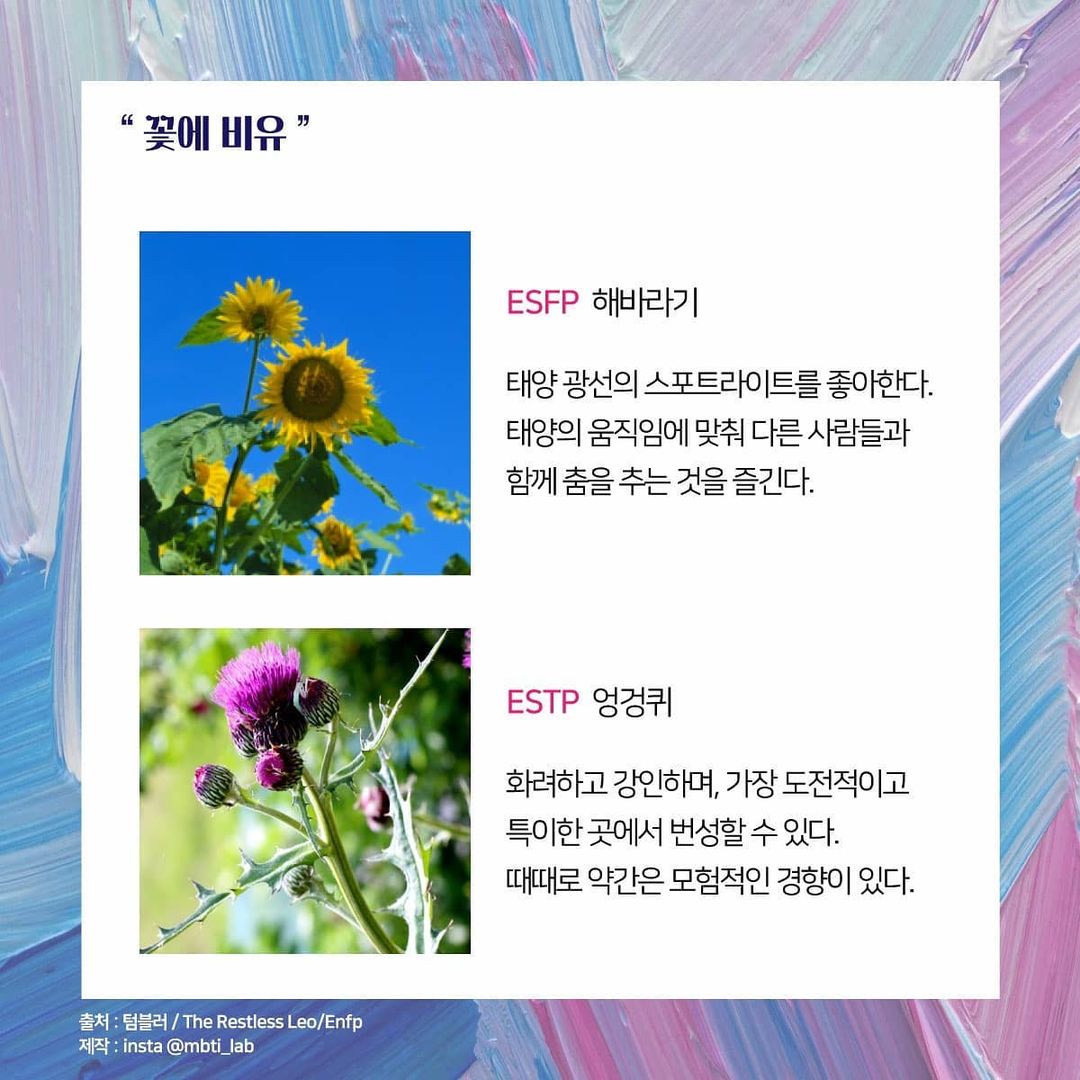 “ 꽃에 비유 ”
ESFP 해바라기
태양 광선의 스포트라이트를 좋아한다.
태양의 움직임에 맞춰 다른 사람들과
함께 춤을 추는 것을 즐긴다.
ESTP 엉겅퀴
화려하고 강인하며, 가장 도전적이고
특이한 곳에서 번성할 수 있다.
때때로 약간은 모험적인 경향이 있다.
출처 : 텀블러 / The Restless Leo/Enfp
제작 : insta @mbti_lab